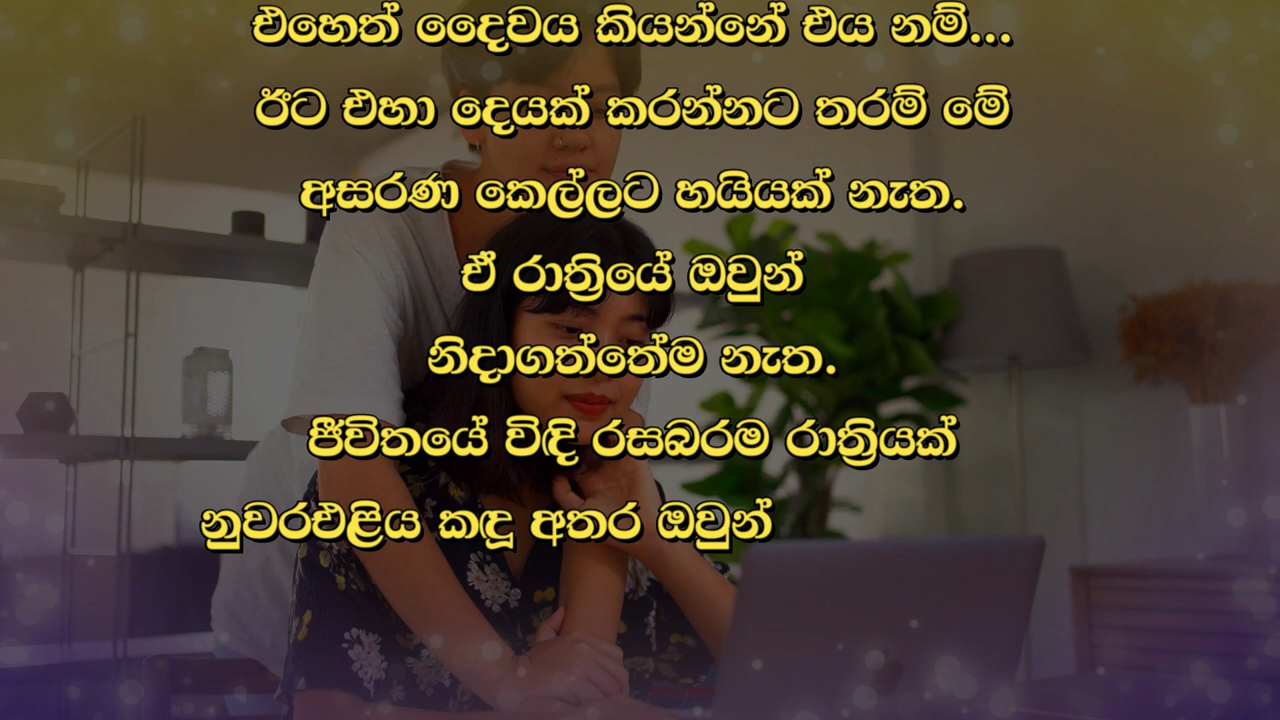 එහෙත් දෛවය කියන්නේ එය නම්...
ඊට එහා දෙයක් කරන්නට තරම් මේ
අසරණ කෙල්ලට හයියක් නැත.
ඒ රාත්‍රියේ ඔවුන්
නිදාගත්තේම නැත.
ජීවිතයේ විඳි රසබරම රාත්‍රියක්
නුවරඑළිය කඳූ අතර ඔවුන්